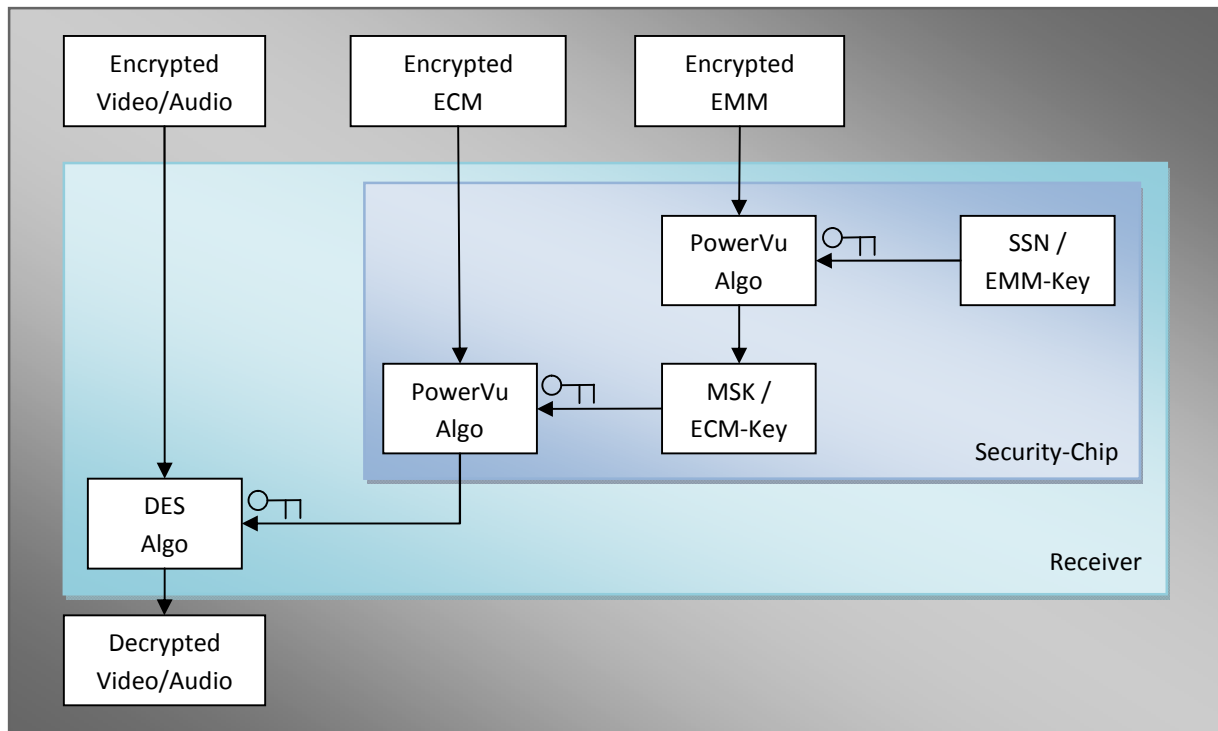 Encrypted
Video/Audio
Encrypted
ECM
Encrypted
EMM
PowerVu
Algo
SSN /
EMM-Key
PowerVu
Algo
MSK /
ECM-Key
Security-Chip
DES
Algo
Receiver
Decrypted
Video/Audio